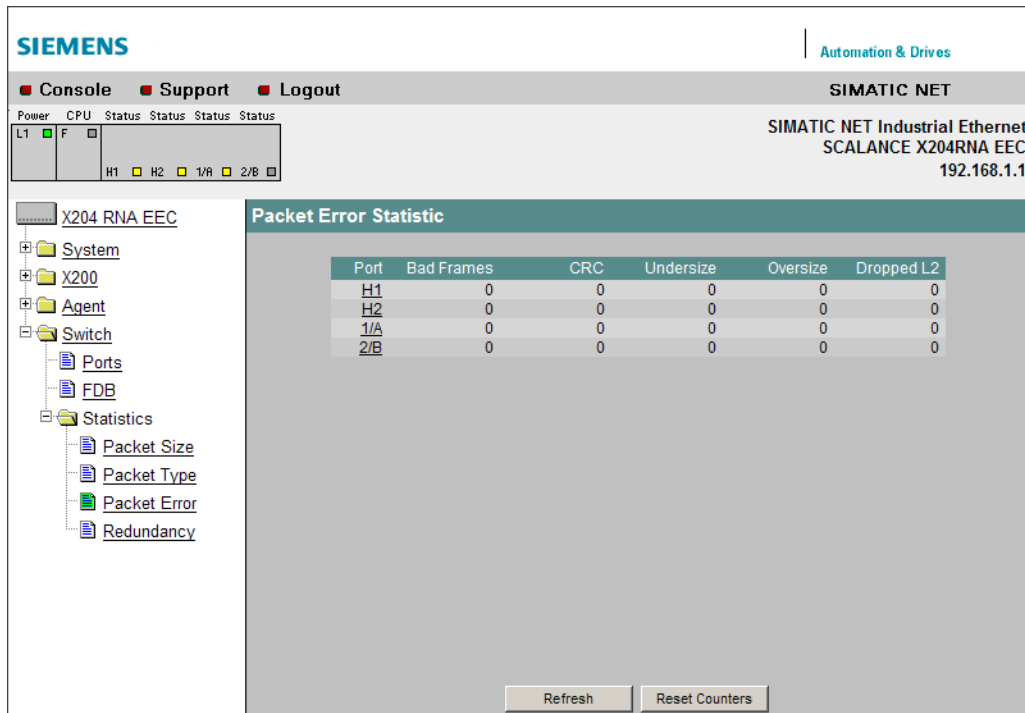 SIEMENS
Automation & Drives
Console Support Logout SIMATIC NET
Power CPU Status Status Status Status
L1 F
H1 H2 1/A 2/B
SIMATIC NET Industrial Ethernet
SCALANCE X204RNA EEC
192.168.1.1
X204 RNA EEC
System
X200
Agent
Switch
Ports
FDB
Statistics
Packet Size
Packet Type
Packet Error
Redundancy
Packet Error Statistic
Port Bad Frames CRC Undersize Oversize Dropped L2
H1 0 0 0 0 0
H2 0 0 0 0 0
1/A 0 0 0 0 0
2/B 0 0 0 0 0
Refresh Reset Counters